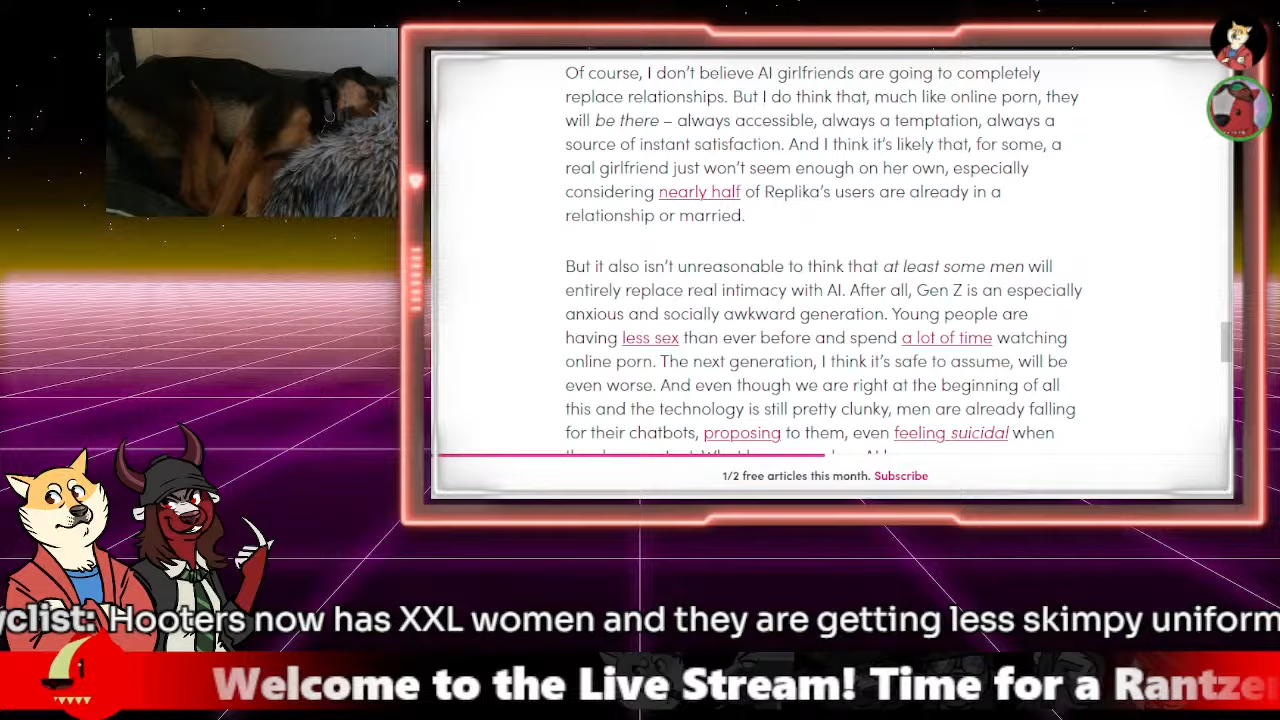 Of course, I don't believe AI girlfriends are going to completely
replace relationships. But I do think that, much like online porn, they
will be there – always accessible, always a temptation, always a
source of instant satisfaction. And I think it's likely that, for some, a
real girlfriend just won't seem enough on her own, especially
considering nearly half of Replika's users are already in a
relationship or married.
But it also isn't unreasonable to think that at least some men will
entirely replace real intimacy with AI. After all, Gen Z is an especially
anxious and socially awkward generation. Young people are
having less sex than ever before and spend a lot of time watching
online porn. The next generation, I think it's safe to assume, will be
even worse. And even though we are right at the beginning of all
this and the technology is still pretty clunky, men are already falling
for their chatbots, proposing to them, even feeling suicidal when
1/2 free articles this month. Subscribe
yclist: Hooters now has XXL women and they are getting less skimpy uniform
Welcome to the Live Stream! Time for a Rantze